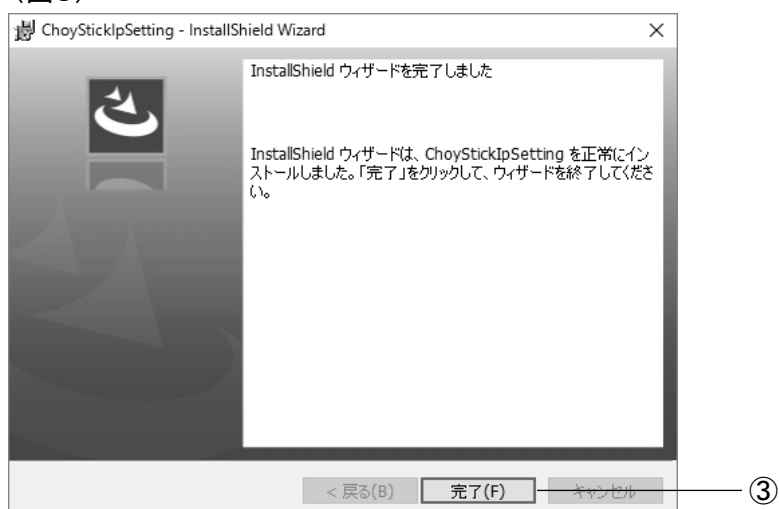 ChoyStickIpSetting - InstallShield Wizard
InstallShield ウィザードを完了しました
InstallShield ウィザードは、ChoyStickIpSetting を正常にイン
ストールしました。「完了」をクリックして、ウィザードを終了してくださ
い。
< 戻る(B)
完了(F)
キャンセル
③